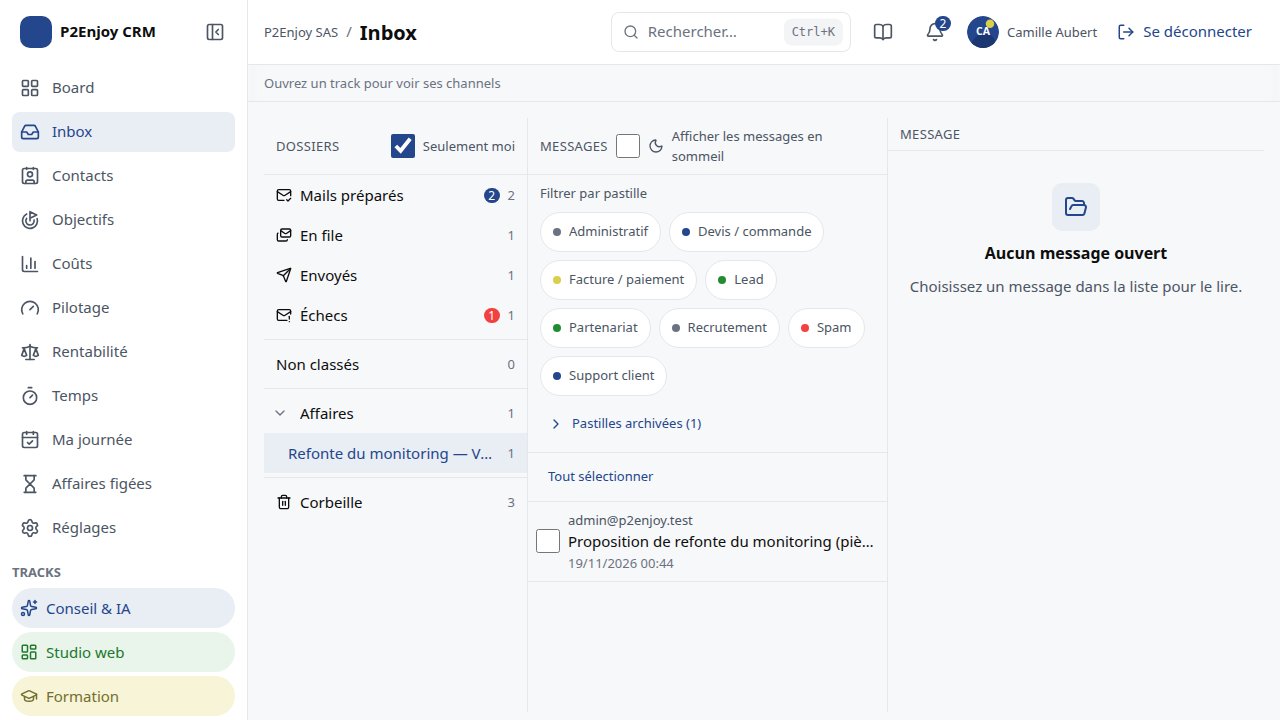 P2Enjoy CRM
Board
Inbox
Contacts
Objectifs
Coûts
Pilotage
Rentabilité
Temps
Ma journée
Affaires figées
Réglages
TRACKS
Conseil & IA
Studio web
Formation
P2Enjoy SAS / Inbox
Rechercher... Ctrl+K
2
CA Camille Aubert
Se déconnecter
Ouvrez un track pour voir ses channels
DOSSIERS Seulement moi
Mails préparés 2 2
En file 1
Envoyés 1
Échecs 1 1
Non classés 0
Affaires 1
Refonte du monitoring — V... 1
Corbeille 3
MESSAGES Afficher les messages en
sommeil
Filtrer par pastille
Administratif Devis / commande
Facture / paiement Lead
Partenariat Recrutement Spam
Support client
Pastilles archivées (1)
Tout sélectionner
admin@p2enjoy.test
Proposition de refonte du monitoring (piè...
19/11/2026 00:44
MESSAGE
Aucun message ouvert
Choisissez un message dans la liste pour le lire.